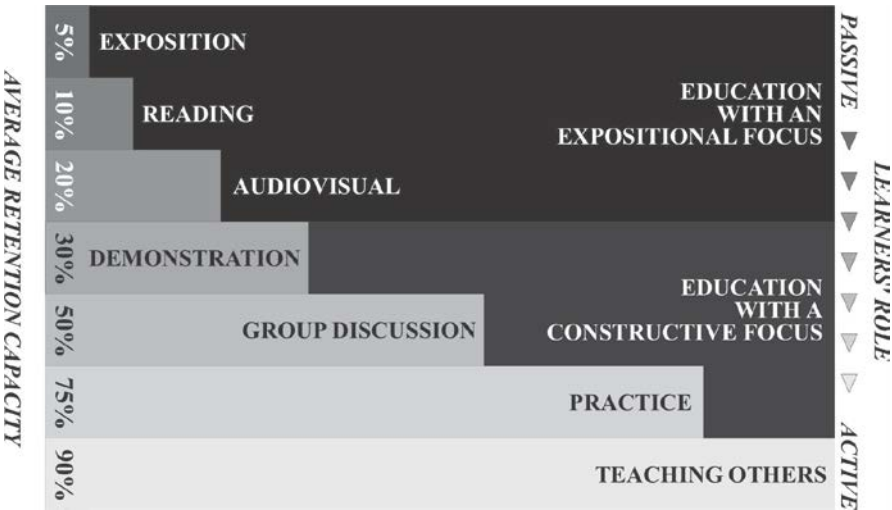 AVERAGE RETENTION CAPACITY
5%
EXPOSITION
10%
READING
20%
AUDIOVISUAL
30%
DEMONSTRATION
50%
GROUP DISCUSSION
75%
PRACTICE
90%
TEACHING OTHERS
EDUCATION
WITH AN
EXPOSITIONAL FOCUS
EDUCATION
WITH A
CONSTRUCTIVE FOCUS
PASSIVE
ACTIVE
LEARNERS' ROLE